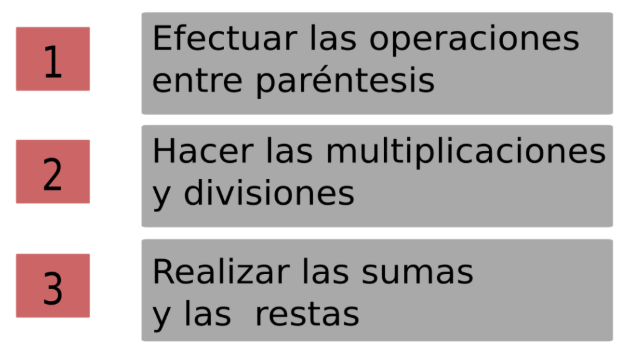 1
Efectuar las operaciones
entre paréntesis
2
Hacer las multiplicaciones
y divisiones
3
Realizar las sumas
y las  restas